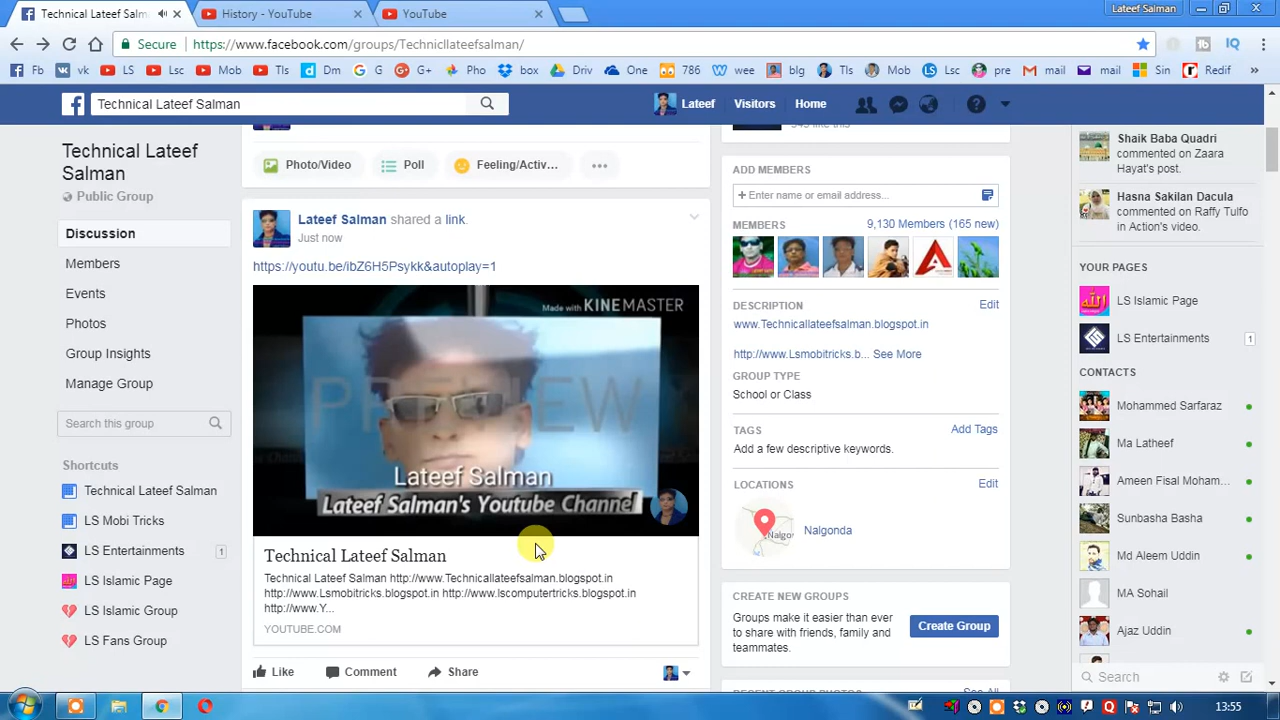 Technical Lateef Salman
History - YouTube
YouTube
Lateef Salman
Secure
https://www.facebook.com/groups/Technicllateefsalman/
Fb
vk
LS
Lsc
Mob
Tls
Dm
G
G+
Pho
box
Driv
One
786
wee
blg
Tls
Mob
Lsc
pre
mail
mail
Sin
Redif
Technical Lateef Salman
Lateef
Visitors
Home
Technical Lateef
Salman
Public Group
Discussion
Members
Events
Photos
Group Insights
Manage Group
Search this group
Shortcuts
Technical Lateef Salman
LS Mobi Tricks
LS Entertainments
1
LS Islamic Page
LS Islamic Group
LS Fans Group
Photo/Video
Poll
Feeling/Activ...
Lateef Salman shared a link.
Just now
https://youtu.be/ibZ6H5Psykk&autoplay=1
Made with KINEMASTER
Lateef Salman
Lateef Salman's Youtube Channel
Technical Lateef Salman
Technical Lateef Salman http://www.Technicallateefsalman.blogspot.in
http://www.Lsmobitricks.blogspot.in http://www.lscomputertricks.blogspot.in
http://www.Y...
YOUTUBE.COM
Like
Comment
Share
ADD MEMBERS
Enter name or email address...
MEMBERS
9,130 Members (165 new)
DESCRIPTION
Edit
www.Technicallateefsalman.blogspot.in
http://www.Lsmobitricks.b... See More
GROUP TYPE
School or Class
TAGS
Add Tags
Add a few descriptive keywords.
LOCATIONS
Edit
Nalgo
Nalgonda
CREATE NEW GROUPS
Groups make it easier than ever
to share with friends, family and
teammates.
Create Group
Shaik Baba Quadri
commented on Zaara
Hayat's post.
Hasna Sakilan Dacula
commented on Raffy Tulfo
in Action's video.
YOUR PAGES
LS Islamic Page
LS Entertainments
1
CONTACTS
Mohammed Sarfaraz
Ma Latheef
Ameen Fisal Moham...
Sunbasha Basha
Md Aleem Uddin
MA Sohail
Ajaz Uddin
Search
13:55